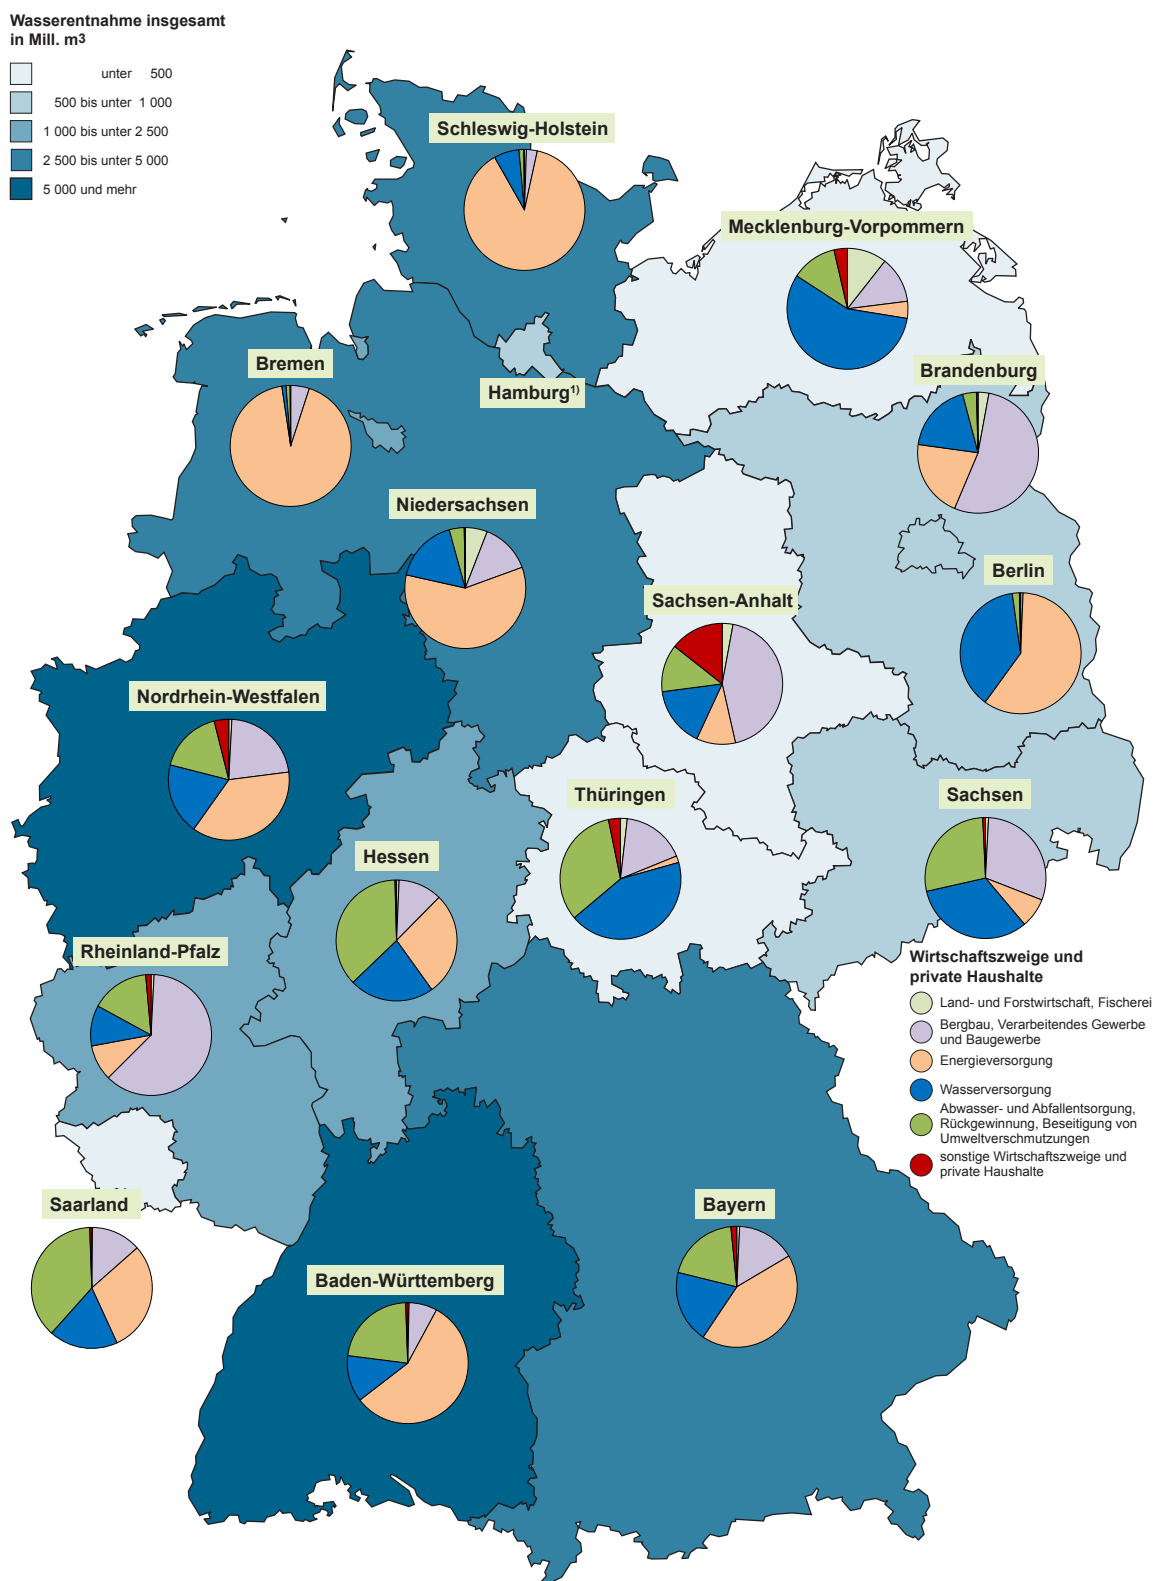 Wasserentnahme insgesamt
in Mill. m³
unter 500
500 bis unter 1 000
1 000 bis unter 2 500
2 500 bis unter 5 000
5 000 und mehr
Schleswig-Holstein
Mecklenburg-Vorpommern
Bremen
Hamburg¹⁾
Brandenburg
Niedersachsen
Berlin
Sachsen-Anhalt
Nordrhein-Westfalen
Thüringen
Sachsen
Hessen
Rheinland-Pfalz
Wirtschaftszweige und
private Haushalte
Land- und Forstwirtschaft, Fischerei
Bergbau, Verarbeitendes Gewerbe
und Baugewerbe
Energieversorgung
Wasserversorgung
Abwasser- und Abfallentsorgung,
Rückgewinnung, Beseitigung von
Umweltverschmutzungen
sonstige Wirtschaftszweige und
private Haushalte
Saarland
Bayern
Baden-Württemberg